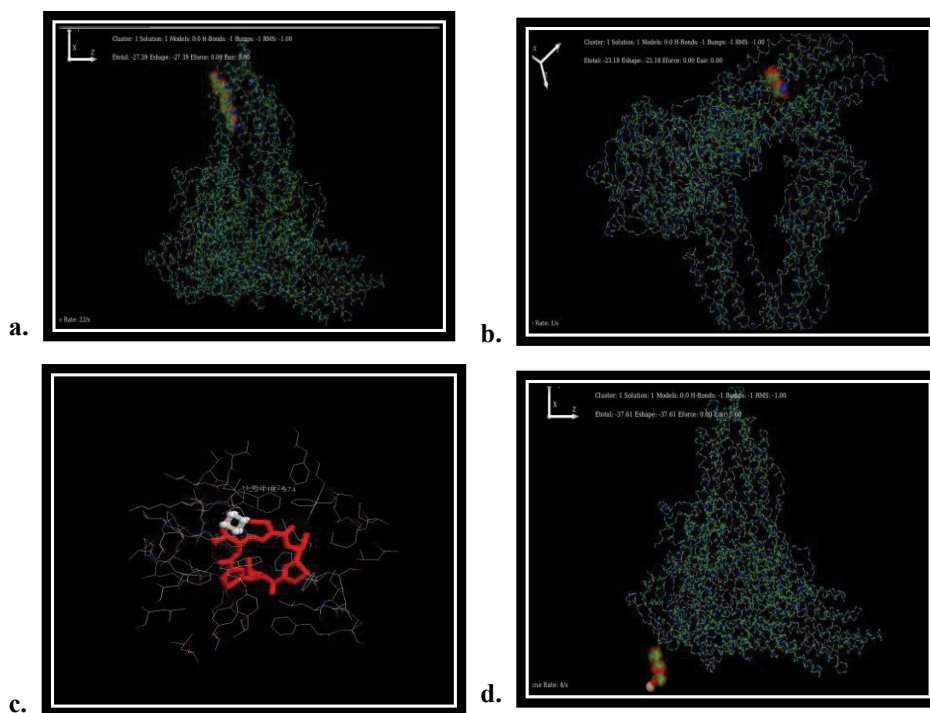 Cluster: 1 Solution: 1 Models: 0:0 H-Bonds: -1 Bumps: -1 RMS: -1.00
X
Z
Etotal: -27.39 Eshape: -27.39 Eforce: 0.00 Eair: 0.00
e Rate: 22/s
a.
Cluster: 1 Solution: 1 Models: 0:0 H-Bonds: -1 Bumps: -1 RMS: -1.00
X
Etotal: -23.18 Eshape: -23.18 Eforce: 0.00 Eair: 0.00
Rate: 1/s
b.
c.
Cluster: 1 Solution: 1 Models: 0:0 H-Bonds: -1 Bumps: -1 RMS: -1.00
X
Z
Etotal: -37.61 Eshape: -37.61 Eforce: 0.00 Eair: 0.00
me Rate: 4/s
d.